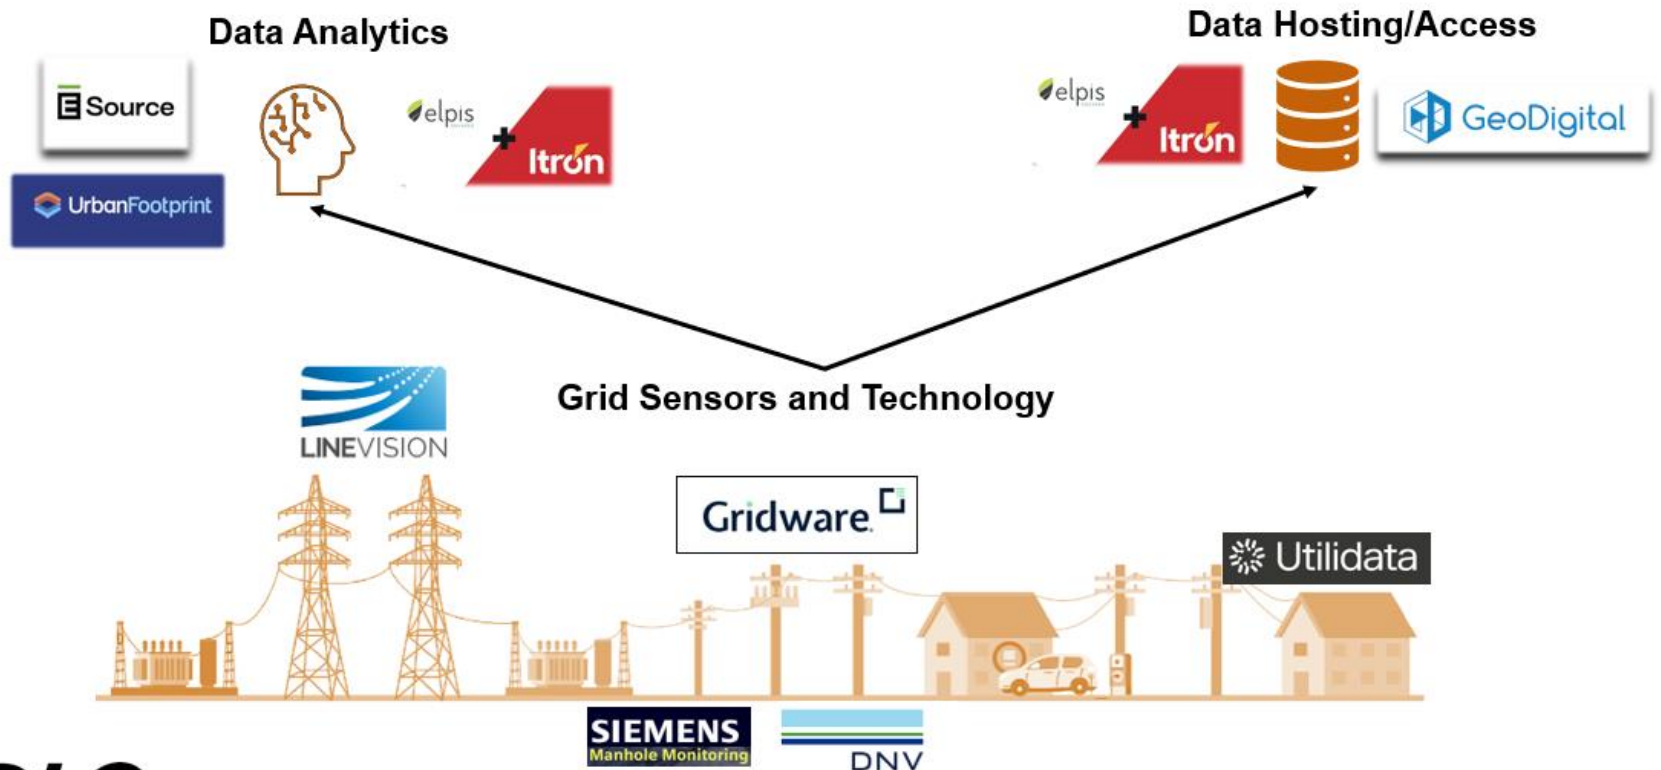 Data Analytics
Data Hosting/Access
E Source
elpis
+
Itron
UrbanFootprint
elpis
+
Itron
GeoDigital
LINEVISION
Grid Sensors and Technology
Gridware
Utilidata
SIEMENS
Manhole Monitoring
DNV